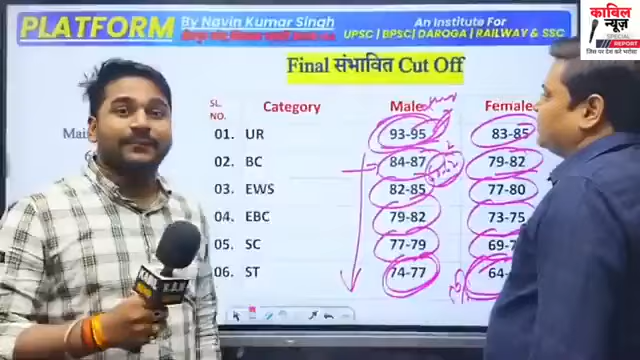 PLATFORM By Navin Kumar Singh
An Institute For
UPSC | BPSC | DAROGA | RAILWAY & SSC
काबिल
न्यूज़
SPECIAL
REPORT
जिस पर देश करे भरोसा
Final संभावित Cut Off
SL. NO. Category Male Female
01. UR 93-95 83-85
02. BC 84-87 79-82
03. EWS 82-85 77-80
04. EBC 79-82 73-75
05. SC 77-79 69-7
06. ST 74-77 64-